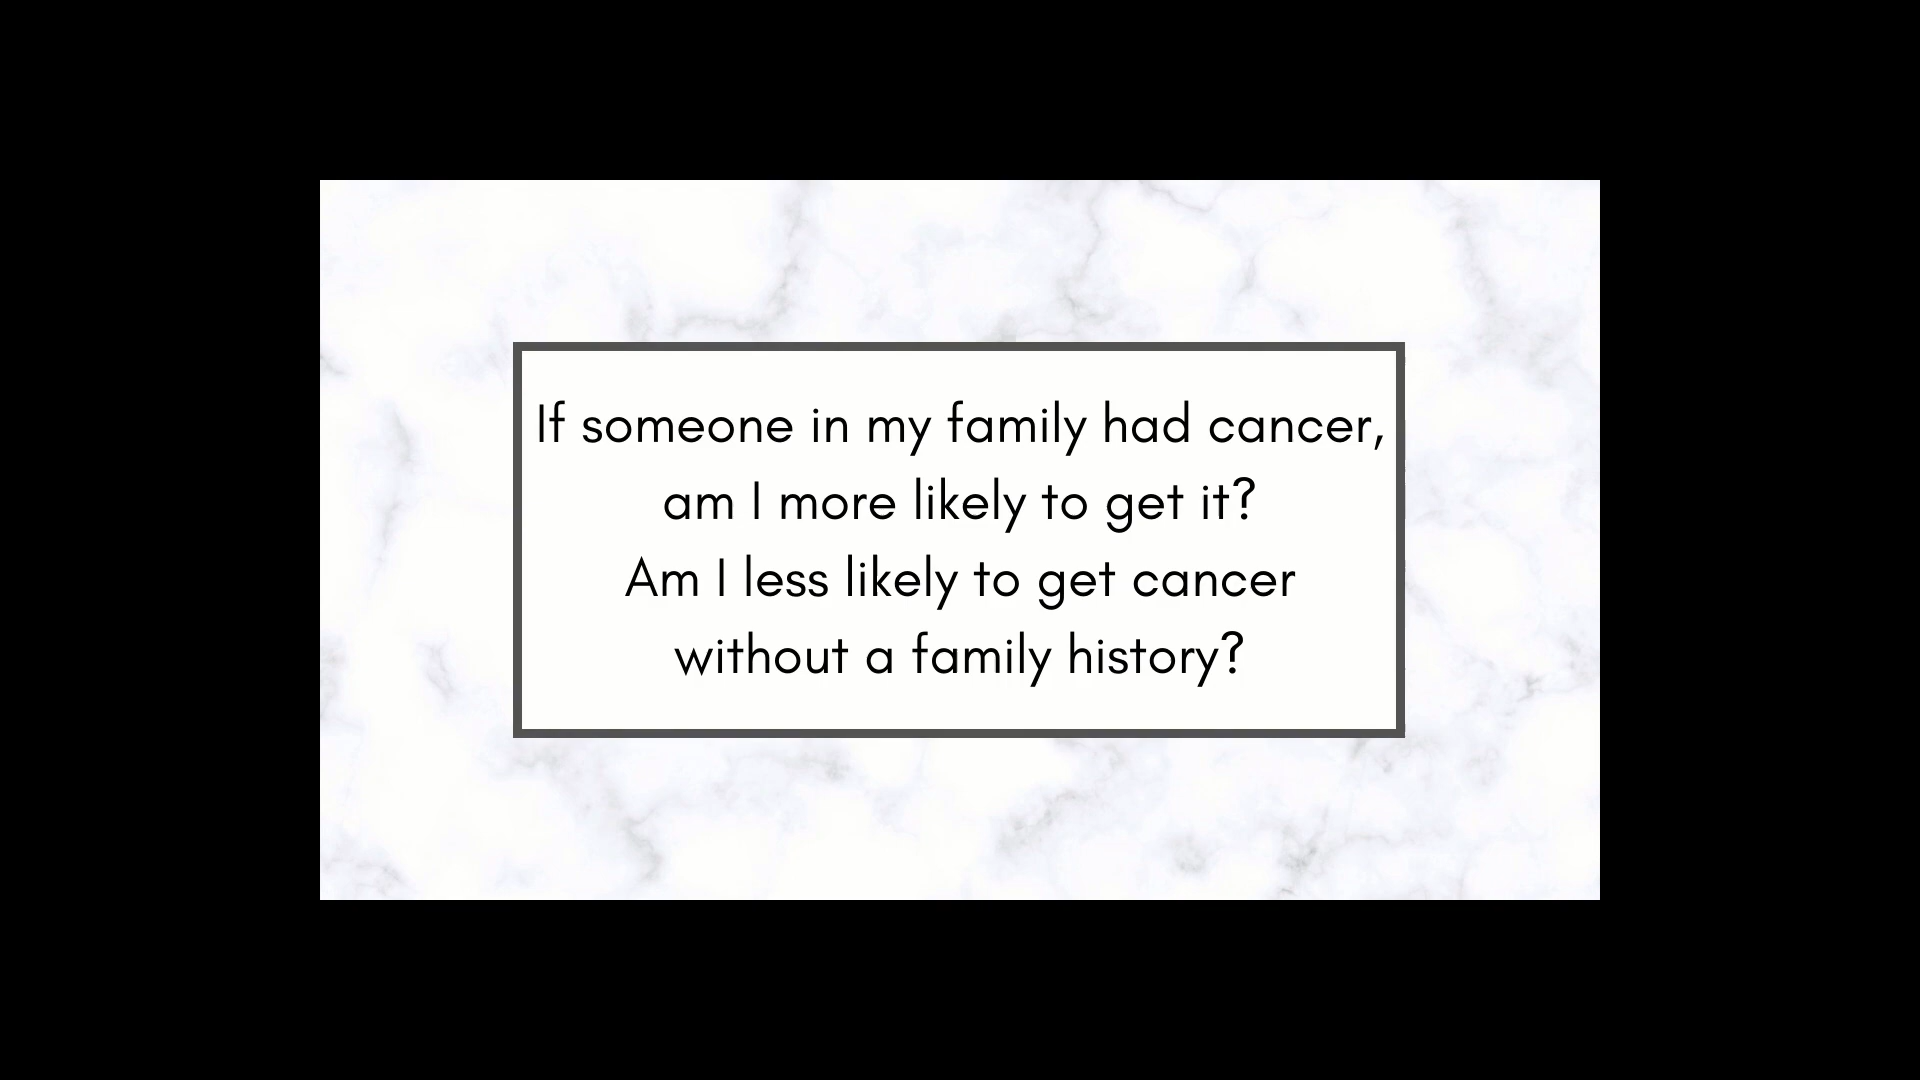 If someone in my family had cancer,
am I more likely to get it?
Am I less likely to get cancer
without a family history?